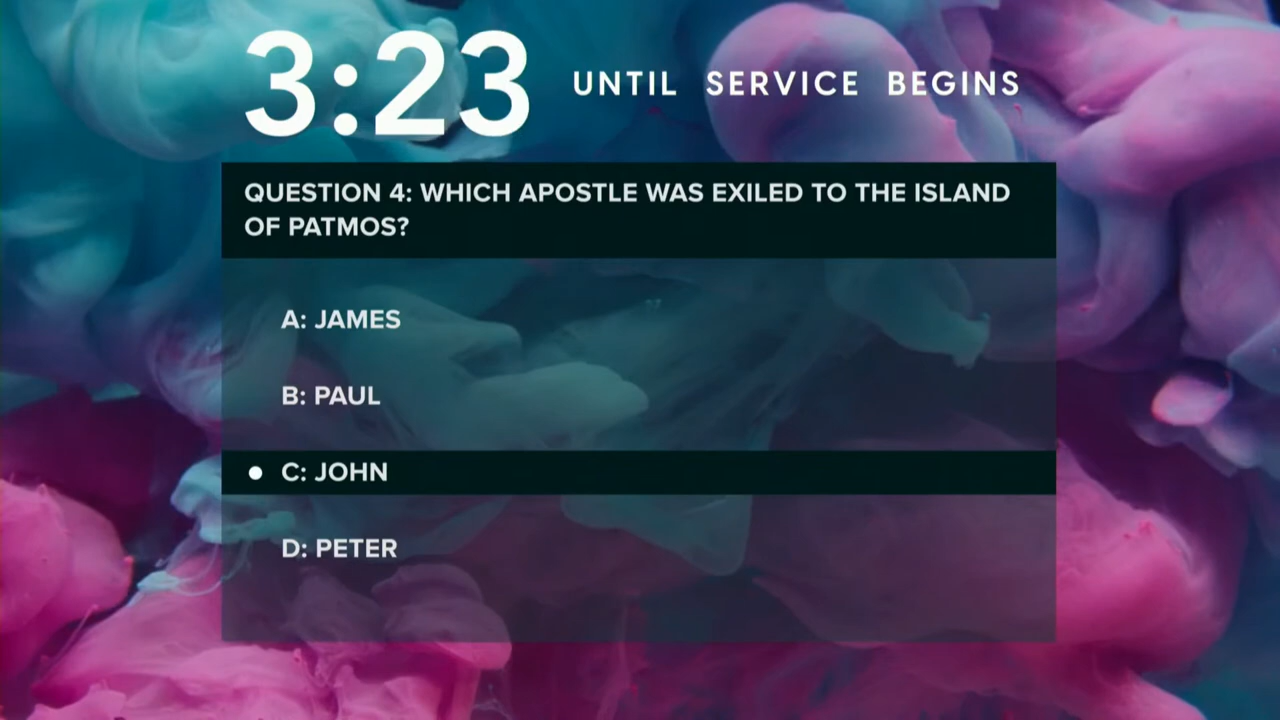 3:23 UNTIL SERVICE BEGINS
QUESTION 4: WHICH APOSTLE WAS EXILED TO THE ISLAND
OF PATMOS?
A: JAMES
B: PAUL
C: JOHN
D: PETER